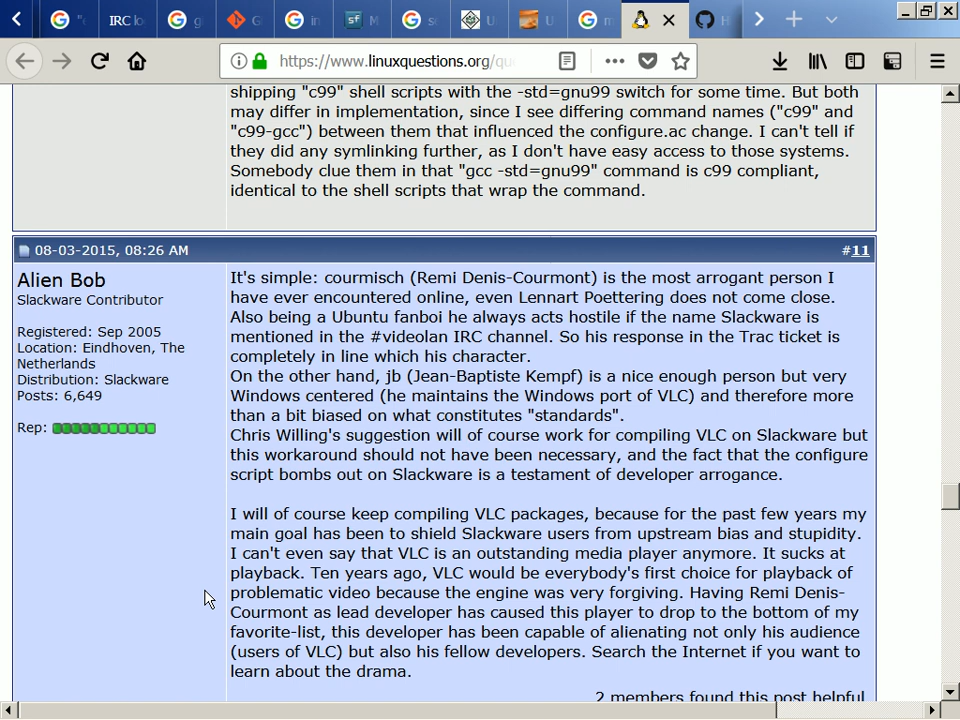 "e
IRC lo
g
G
in
sf M
s
U
U
m
H
https://www.linuxquestions.org/qu
shipping "c99" shell scripts with the -std=gnu99 switch for some time. But both
may differ in implementation, since I see differing command names ("c99" and
"c99-gcc") between them that influenced the configure.ac change. I can't tell if
they did any symlinking further, as I don't have easy access to those systems.
Somebody clue them in that "gcc -std=gnu99" command is c99 compliant,
identical to the shell scripts that wrap the command.
08-03-2015, 08:26 AM
#11
Alien Bob
Slackware Contributor
Registered: Sep 2005
Location: Eindhoven, The
Netherlands
Distribution: Slackware
Posts: 6,649
Rep:
It's simple: courmisch (Remi Denis-Courmont) is the most arrogant person I
have ever encountered online, even Lennart Poettering does not come close.
Also being a Ubuntu fanboi he always acts hostile if the name Slackware is
mentioned in the #videolan IRC channel. So his response in the Trac ticket is
completely in line which his character.
On the other hand, jb (Jean-Baptiste Kempf) is a nice enough person but very
Windows centered (he maintains the Windows port of VLC) and therefore more
than a bit biased on what constitutes "standards".
Chris Willing's suggestion will of course work for compiling VLC on Slackware but
this workaround should not have been necessary, and the fact that the configure
script bombs out on Slackware is a testament of developer arrogance.
I will of course keep compiling VLC packages, because for the past few years my
main goal has been to shield Slackware users from upstream bias and stupidity.
I can't even say that VLC is an outstanding media player anymore. It sucks at
playback. Ten years ago, VLC would be everybody's first choice for playback of
problematic video because the engine was very forgiving. Having Remi Denis-
Courmont as lead developer has caused this player to drop to the bottom of my
favorite-list, this developer has been capable of alienating not only his audience
(users of VLC) but also his fellow developers. Search the Internet if you want to
learn about the drama.
2 members found this post helpful.